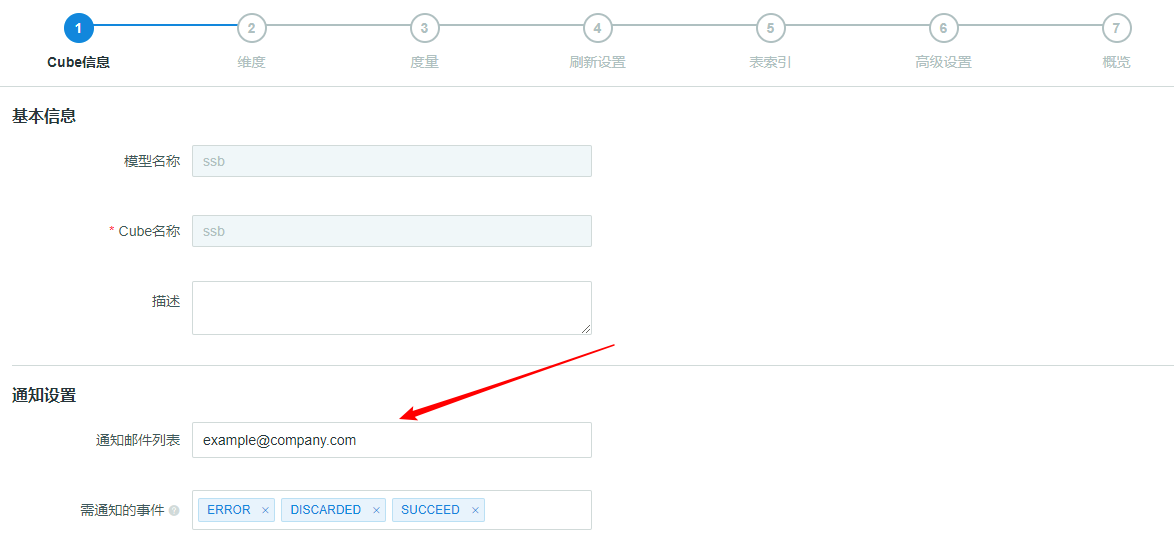 1 2 3 4 5 6 7
Cube信息 维度 度量 刷新设置 表索引 高级设置 概览
基本信息
模型名称 ssb
* Cube名称 ssb
描述
通知设置
通知邮件列表 example@company.com
需通知的事件 ? ERROR × DISCARDED × SUCCEED ×